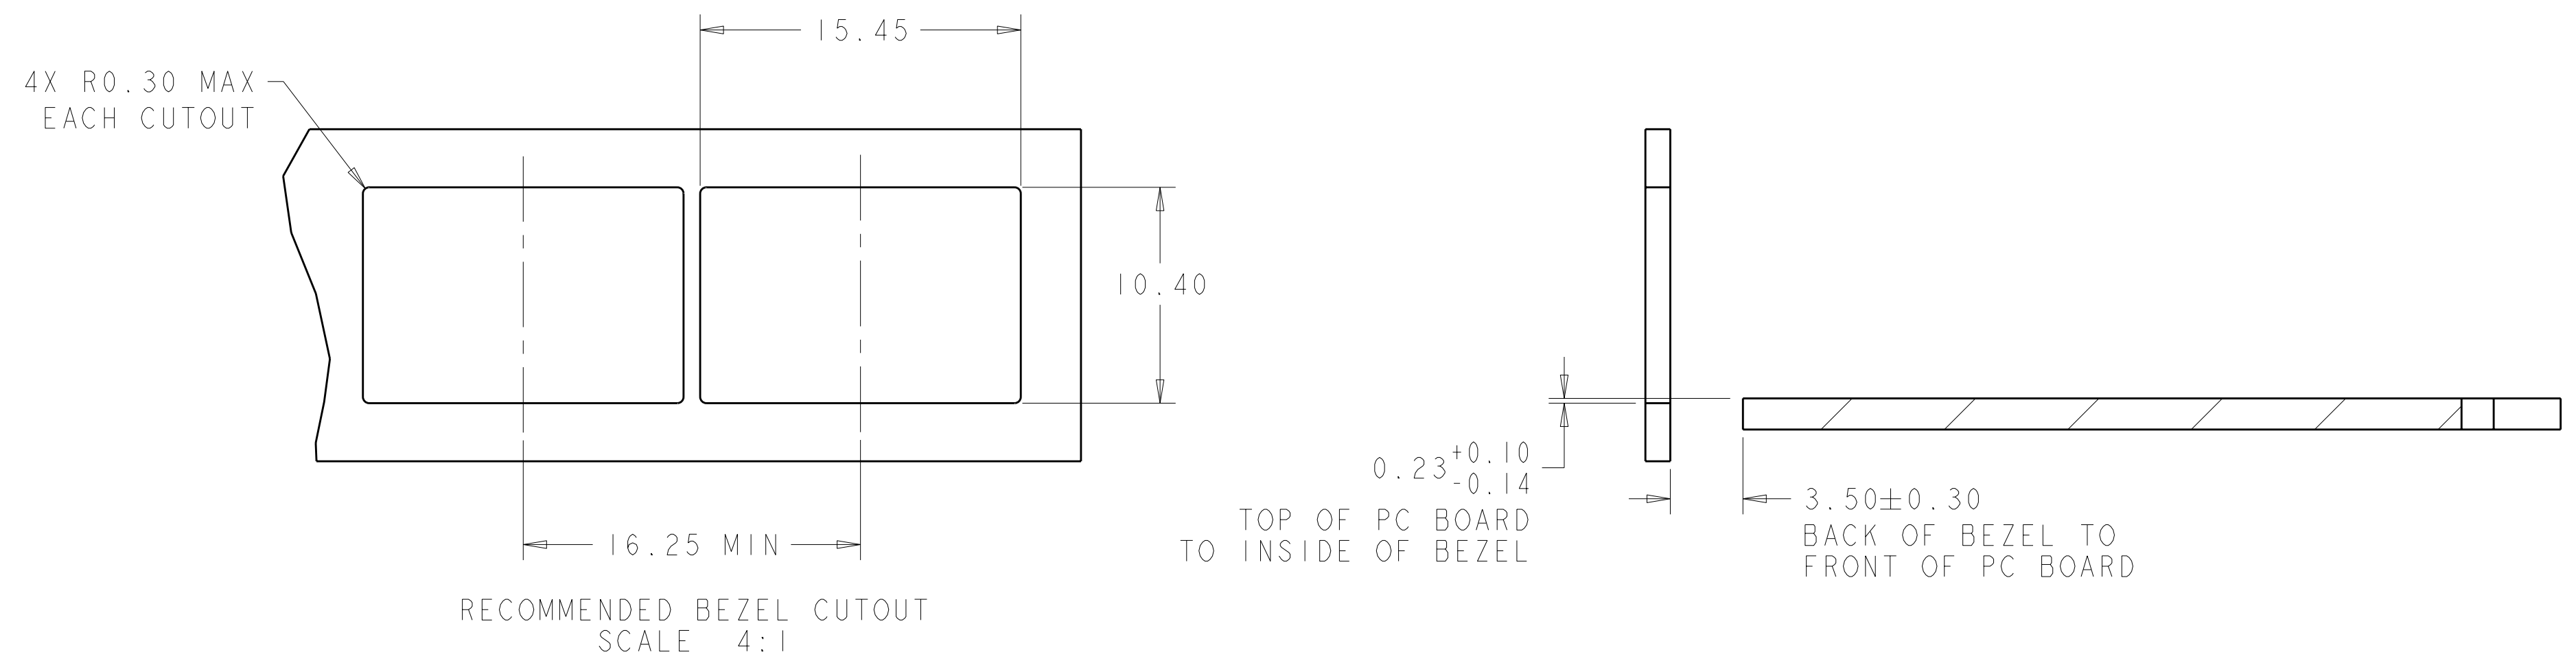 15.45
4X R0.30 MAX
EACH CUTOUT
10.40
16.25 MIN
RECOMMENDED BEZEL CUTOUT
SCALE 4:1
0.23 +0.10
-0.14
TOP OF PC BOARD
TO INSIDE OF BEZEL
3.50±0.30
BACK OF BEZEL TO
FRONT OF PC BOARD